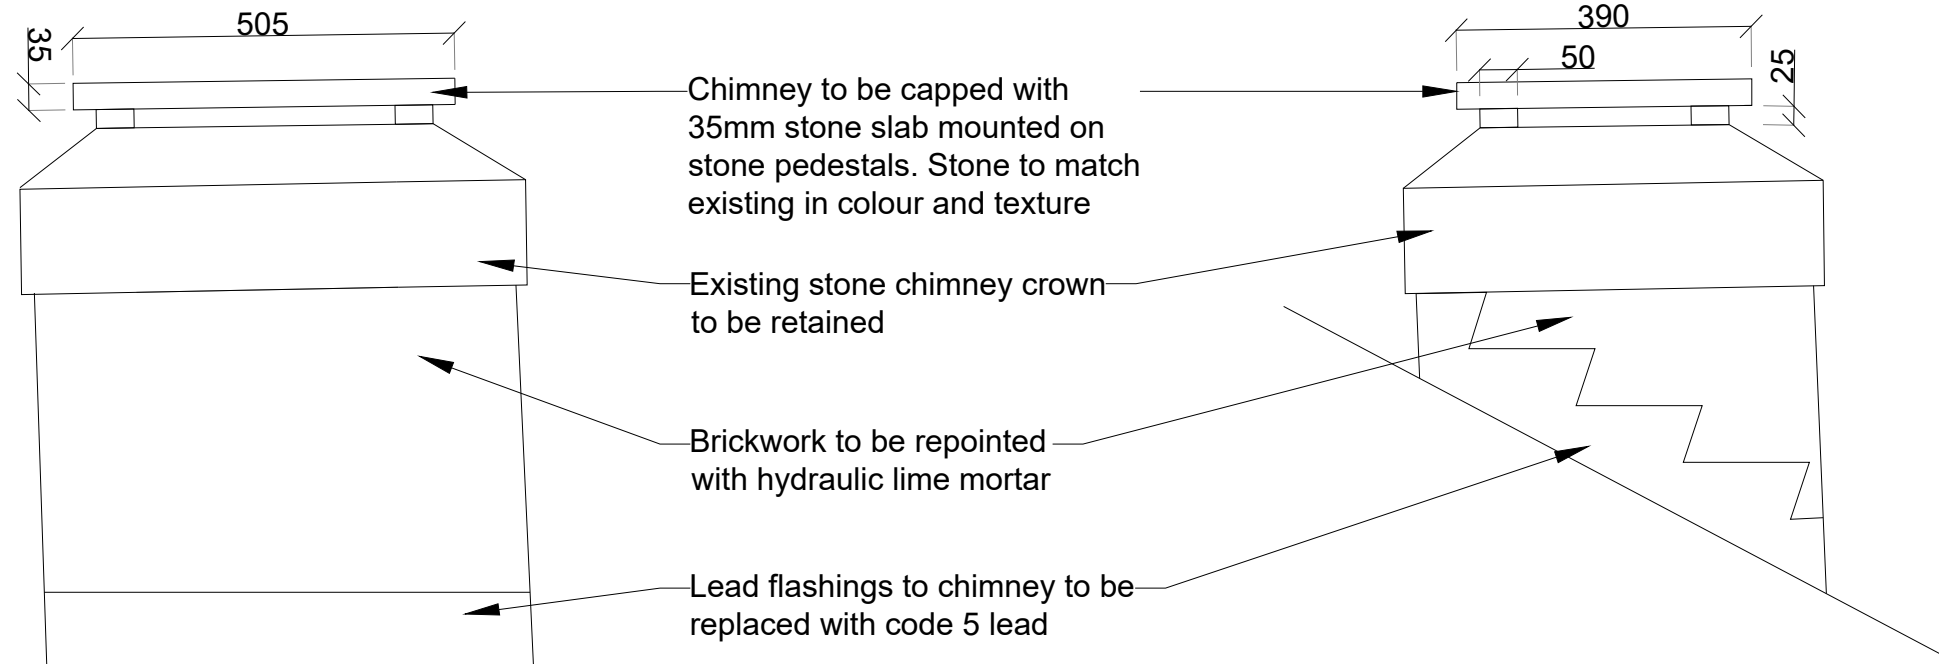 505
35
390
50
25
Chimney to be capped with
35mm stone slab mounted on
stone pedestals. Stone to match
existing in colour and texture
Existing stone chimney crown
to be retained
Brickwork to be repointed
with hydraulic lime mortar
Lead flashings to chimney to be
replaced with code 5 lead